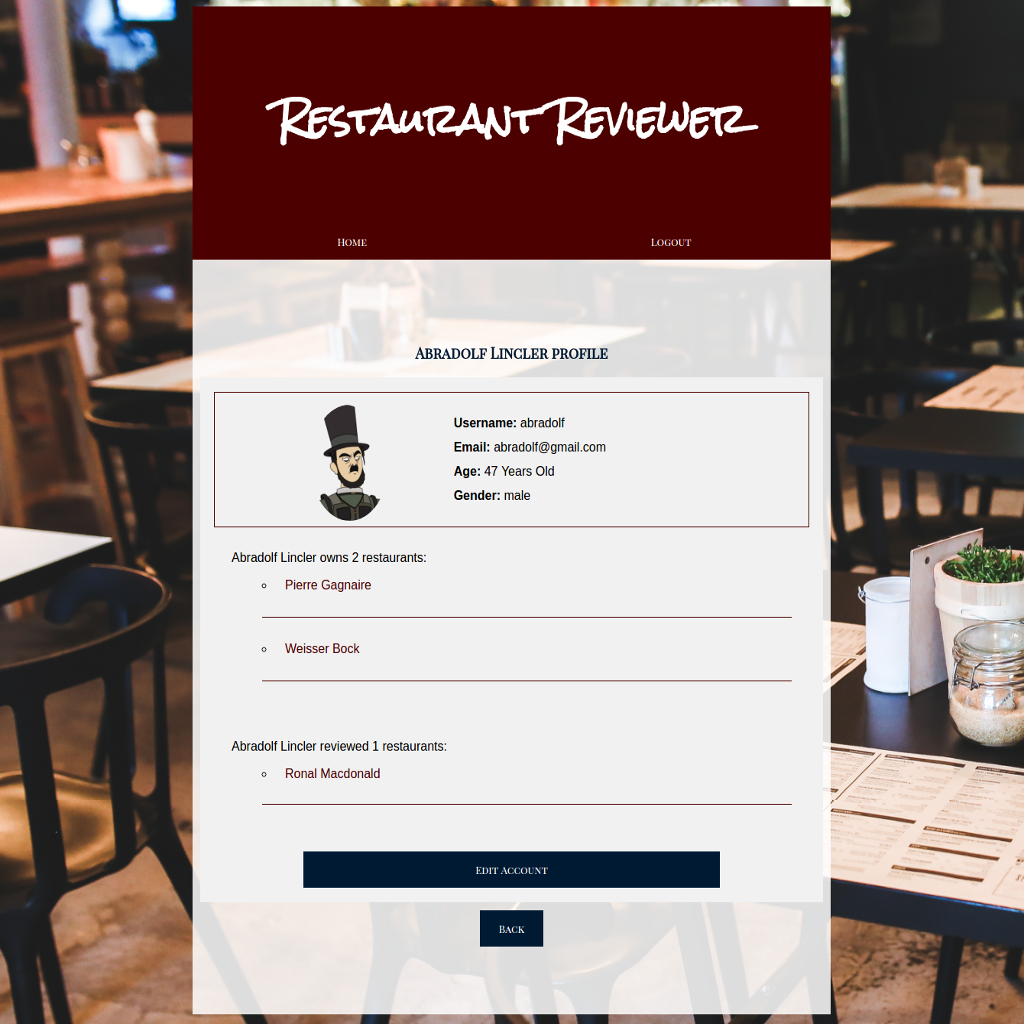 Restaurant Reviewer
Home
Logout
Abradolf Lincler profile
Username: abradolf
Email: abradolf@gmail.com
Age: 47 Years Old
Gender: male
Abradolf Lincler owns 2 restaurants:
Pierre Gagnaire
Weisser Bock
Abradolf Lincler reviewed 1 restaurants:
Ronal Macdonald
Edit Account
Back